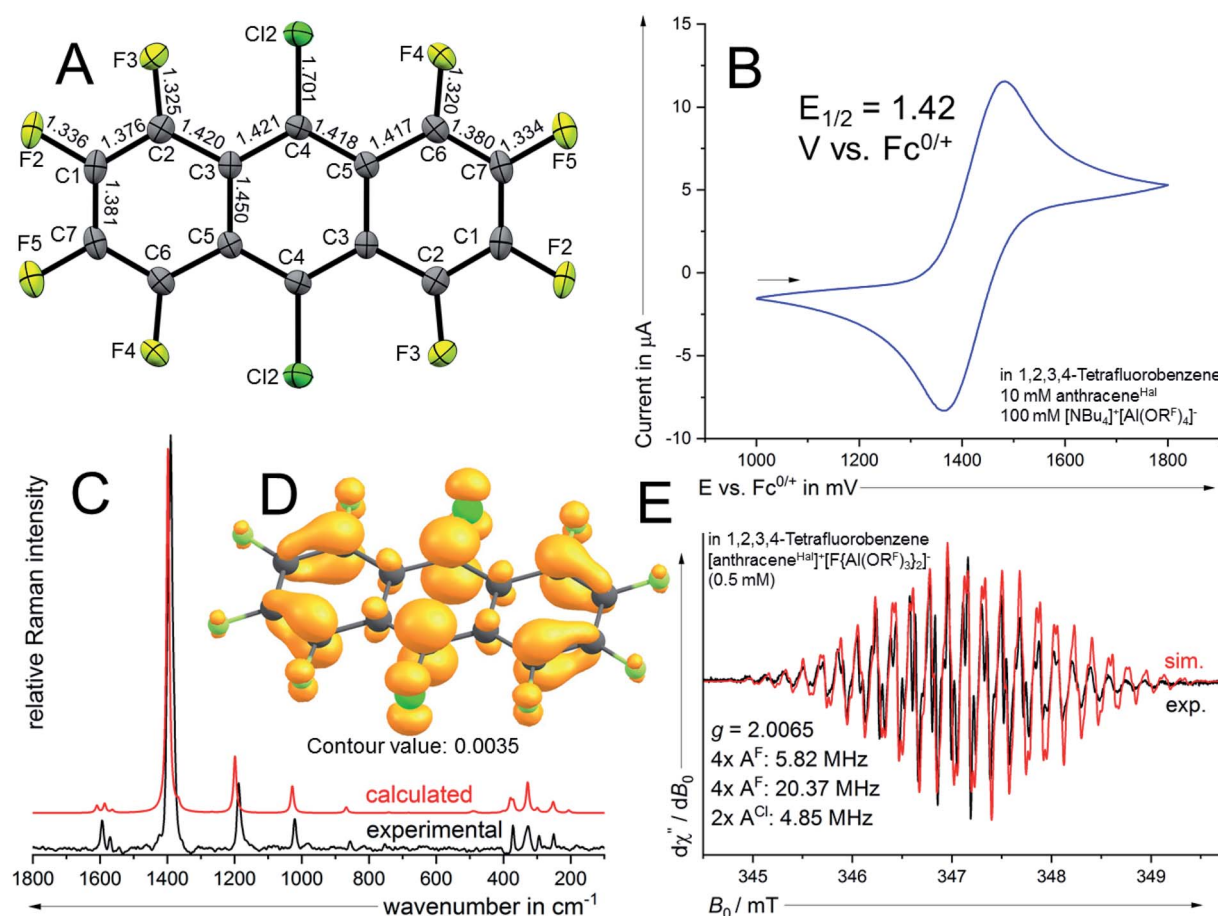 A
Cl2
F3
F4
1.701
1.325
1.320
1.336
1.376
1.420
1.421
1.418
1.417
1.380
1.334
F2
C2
C4
C6
F5
C1
C3
C5
C7
1.381
1.450
F5
C7
C5
C3
C1
F2
C6
C4
C2
F4
Cl2
F3
B
E1/2 = 1.42
V vs. Fc0/+
Current in µA
15
10
5
0
-5
-10
in 1,2,3,4-Tetrafluorobenzene
10 mM anthraceneHal
100 mM [NBu4]+[Al(ORF)4]-
1000 1200 1400 1600 1800
E vs. Fc0/+ in mV
C
D
relative Raman intensity
Contour value: 0.0035
calculated
experimental
1800 1600 1400 1200 1000 800 600 400 200
wavenumber in cm-1
E
in 1,2,3,4-Tetrafluorobenzene
[anthraceneHal]+[F{Al(ORF)3}2]-
(0.5 mM)
dχ" / dB0
sim.
exp.
g = 2.0065
4x AF: 5.82 MHz
4x AF: 20.37 MHz
2x ACl: 4.85 MHz
345 346 347 348 349
B0 / mT